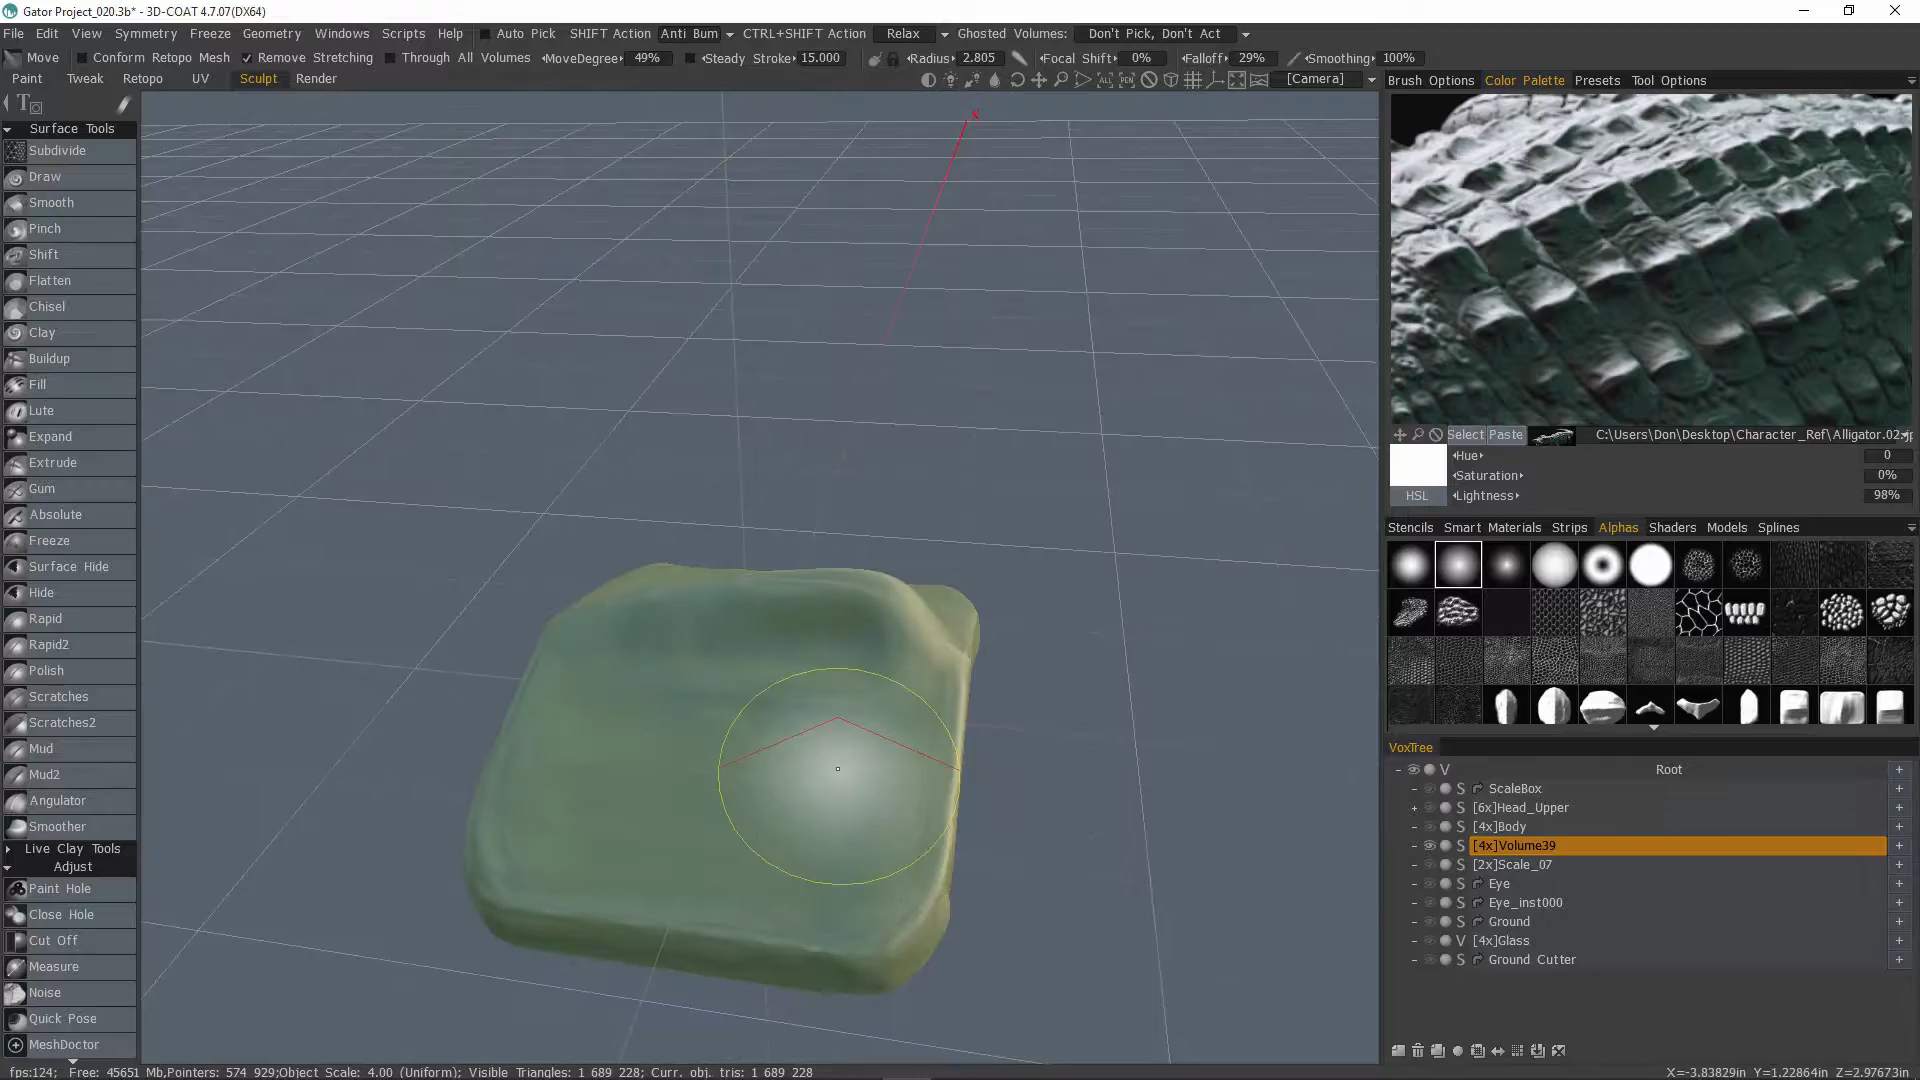 Gator Project_020.3b* - 3D-COAT 4.7.07(DX64)
File Edit View Symmetry Freeze Geometry Windows Scripts Help Auto Pick SHIFT Action Anti Bum CTRL+SHIFT Action Relax Ghosted Volumes: Don't Pick, Don't Act
Move Conform Retopo Mesh Remove Stretching Through All Volumes MoveDegree 49% Steady Stroke 15.000 Radius 2.805 Focal Shift 0% Falloff 29% Smoothing 100%
Paint Tweak Retopo UV Sculpt Render [Camera] Brush Options Color Palette Presets Tool Options
X
Surface Tools
Subdivide
Draw
Smooth
Pinch
Shift
Flatten
Chisel
Clay
Buildup
Fill
Lute
Expand
Extrude
Gum
Absolute
Freeze
Surface Hide
Hide
Rapid
Rapid2
Polish
Scratches
Scratches2
Mud
Mud2
Angulator
Smoother
Live Clay Tools
Adjust
Paint Hole
Close Hole
Cut Off
Measure
Noise
Quick Pose
MeshDoctor
Select Paste C:\Users\Don\Desktop\Character_Ref\Alligator.02.j
Hue 0
Saturation 0%
HSL Lightness 98%
Stencils Smart Materials Strips Alphas Shaders Models Splines
VoxTree
V Root +
S ScaleBox +
+ S [6x]Head_Upper +
S [4x]Body +
S [4x]Volume39 +
S [2x]Scale_07 +
S Eye +
S Eye_inst000 +
S Ground +
V [4x]Glass +
S Ground Cutter +
fps:124; Free: 45651 Mb,Pointers: 574 929;Object Scale: 4.00 (Uniform); Visible Triangles: 1 689 228; Curr. obj. tris: 1 689 228 X=-3.83829in Y=1.22864in Z=2.97673in